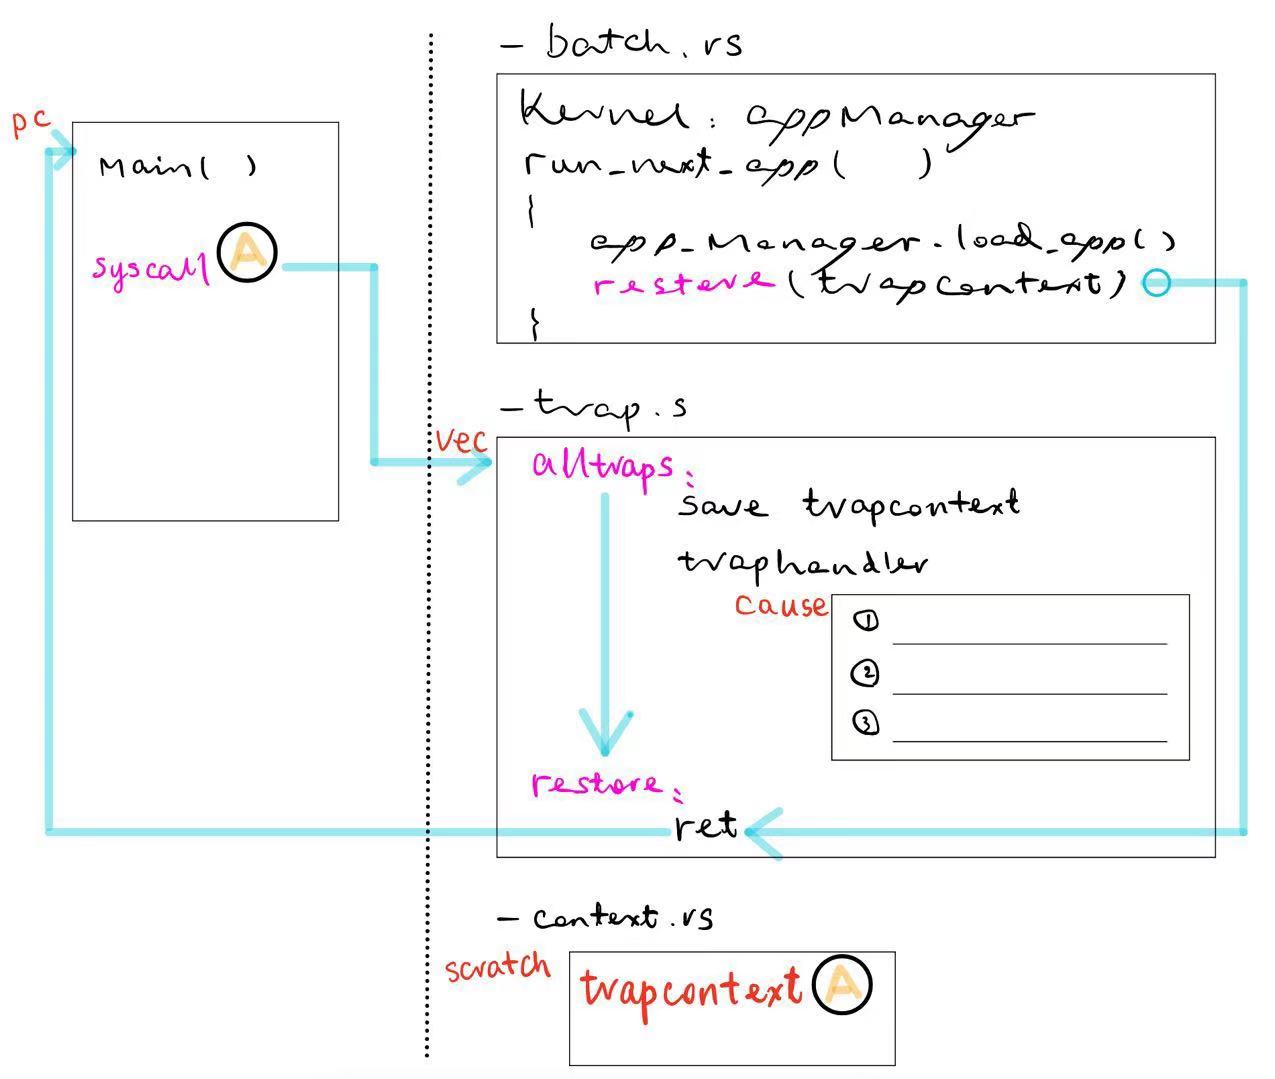 pc
Main( )
syscall A
- batch.rs
Kernel: appManager
run_next_app( )
{
app_Manager.load_app()
restore(trapcontext)
}
- trap.s
vec
alltraps:
save trapcontext
traphandler
cause
①
②
③
restore:
ret
- context.rs
scratch
trapcontext A